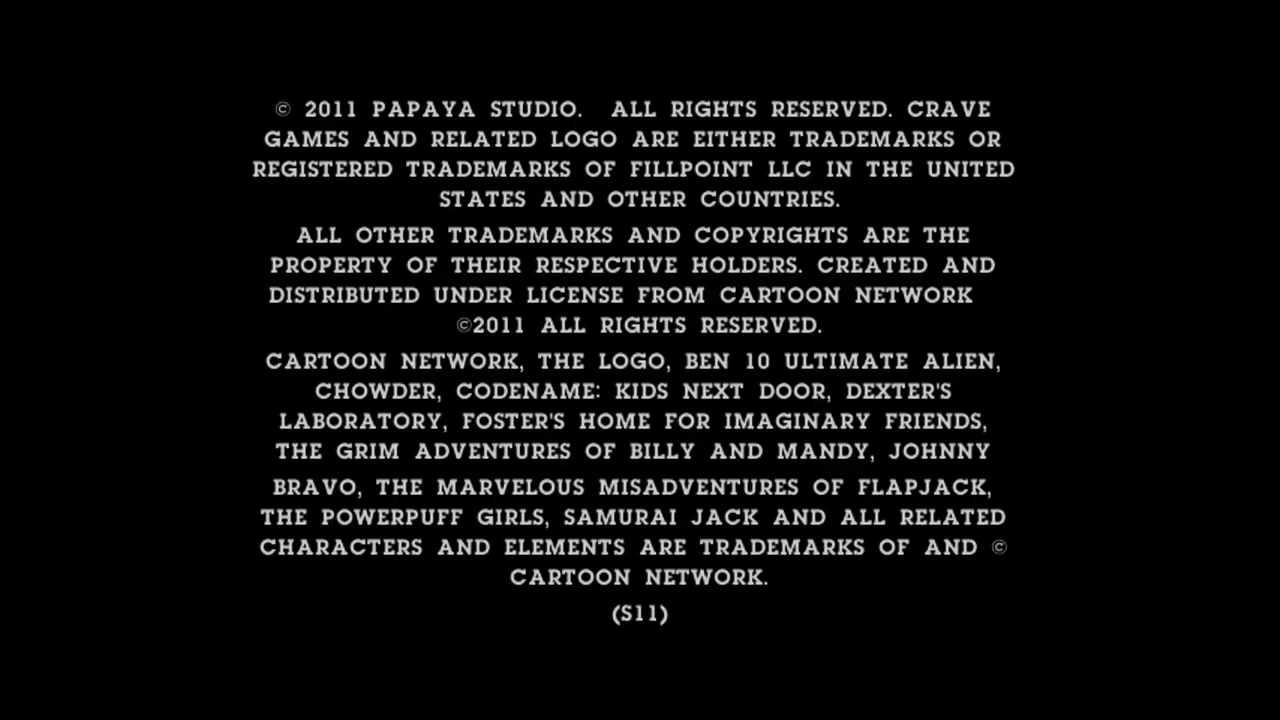 © 2011 PAPAYA STUDIO. ALL RIGHTS RESERVED. CRAVE
GAMES AND RELATED LOGO ARE EITHER TRADEMARKS OR
REGISTERED TRADEMARKS OF FILLPOINT LLC IN THE UNITED
STATES AND OTHER COUNTRIES.
ALL OTHER TRADEMARKS AND COPYRIGHTS ARE THE
PROPERTY OF THEIR RESPECTIVE HOLDERS. CREATED AND
DISTRIBUTED UNDER LICENSE FROM CARTOON NETWORK
©2011 ALL RIGHTS RESERVED.
CARTOON NETWORK, THE LOGO, BEN 10 ULTIMATE ALIEN,
CHOWDER, CODENAME: KIDS NEXT DOOR, DEXTER'S
LABORATORY, FOSTER'S HOME FOR IMAGINARY FRIENDS,
THE GRIM ADVENTURES OF BILLY AND MANDY, JOHNNY
BRAVO, THE MARVELOUS MISADVENTURES OF FLAPJACK,
THE POWERPUFF GIRLS, SAMURAI JACK AND ALL RELATED
CHARACTERS AND ELEMENTS ARE TRADEMARKS OF AND ©
CARTOON NETWORK.
(S11)